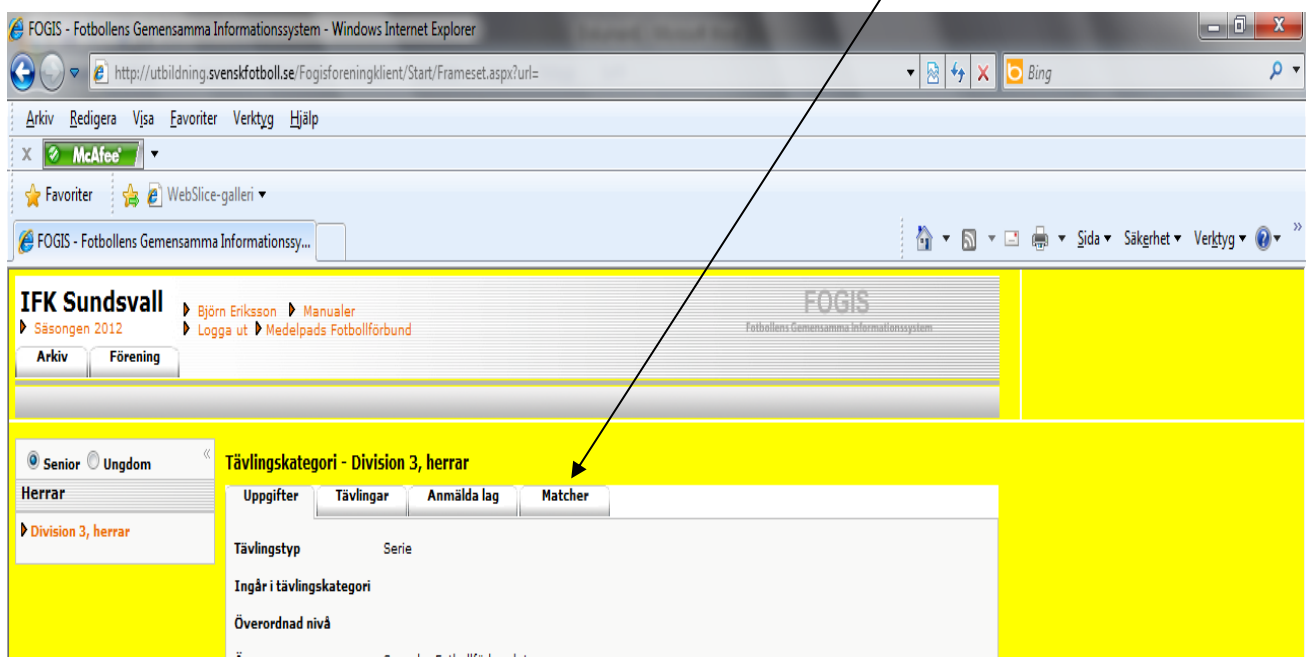 FOGIS - Fotbollens Gemensamma Informationssystem - Windows Internet Explorer
http://utbildning.svenskfotboll.se/Fogisforeningklient/Start/Frameset.aspx?url=
Bing
Arkiv Redigera Visa Favoriter Verktyg Hjälp
X McAfee
Favoriter WebSlice-galleri
FOGIS - Fotbollens Gemensamma Informationssy...
Sida Säkerhet Verktyg »
IFK Sundsvall Björn Eriksson Manualer FOGIS
Säsongen 2012 Logga ut Medelpads Fotbollförbund Fotbollens Gemensamma Informationssystem
Arkiv Förening
Senior Ungdom «
Tävlingskategori - Division 3, herrar
Herrar
Uppgifter Tävlingar Anmälda lag Matcher
Division 3, herrar
Tävlingstyp Serie
Ingår i tävlingskategori
Överordnad nivå